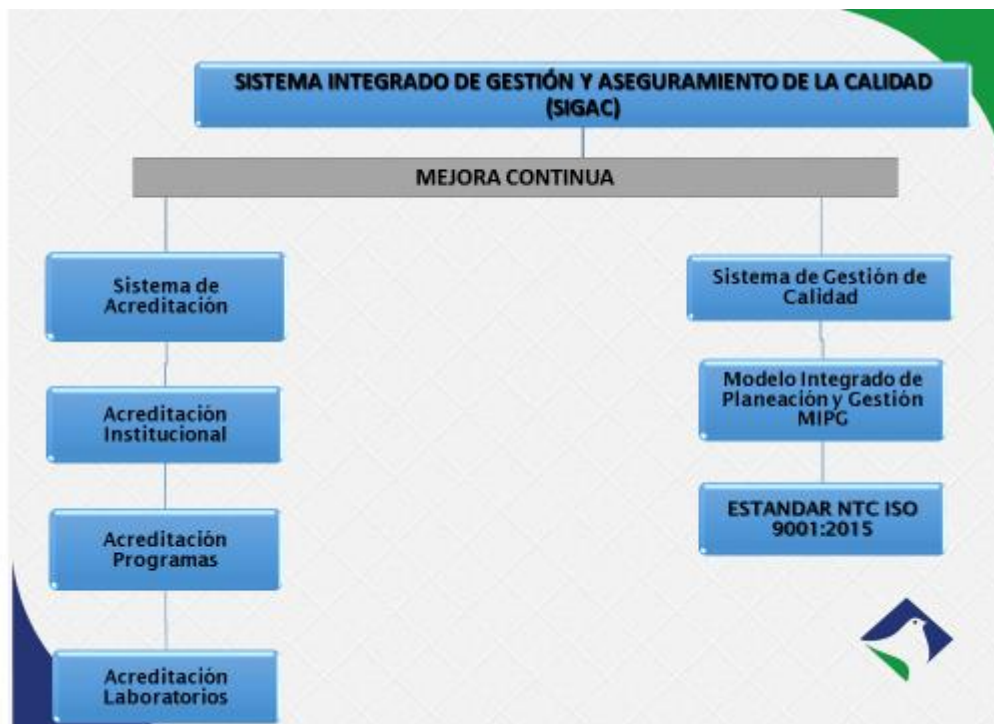 SISTEMA INTEGRADO DE GESTIÓN Y ASEGURAMIENTO DE LA CALIDAD
(SIGAC)
MEJORA CONTINUA
Sistema de
Acreditación
Acreditación
Institucional
Acreditación
Programas
Acreditación
Laboratorios
Sistema de Gestión de
Calidad
Modelo Integrado de
Planeación y Gestión
MIPG
ESTANDAR NTC ISO
9001:2015